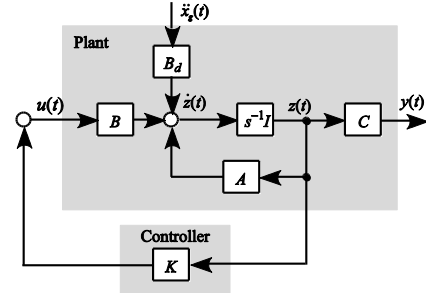 ẍg(t)
Plant
Bd
u(t)
ż(t)
z(t)
y(t)
B
s⁻¹I
C
A
Controller
K